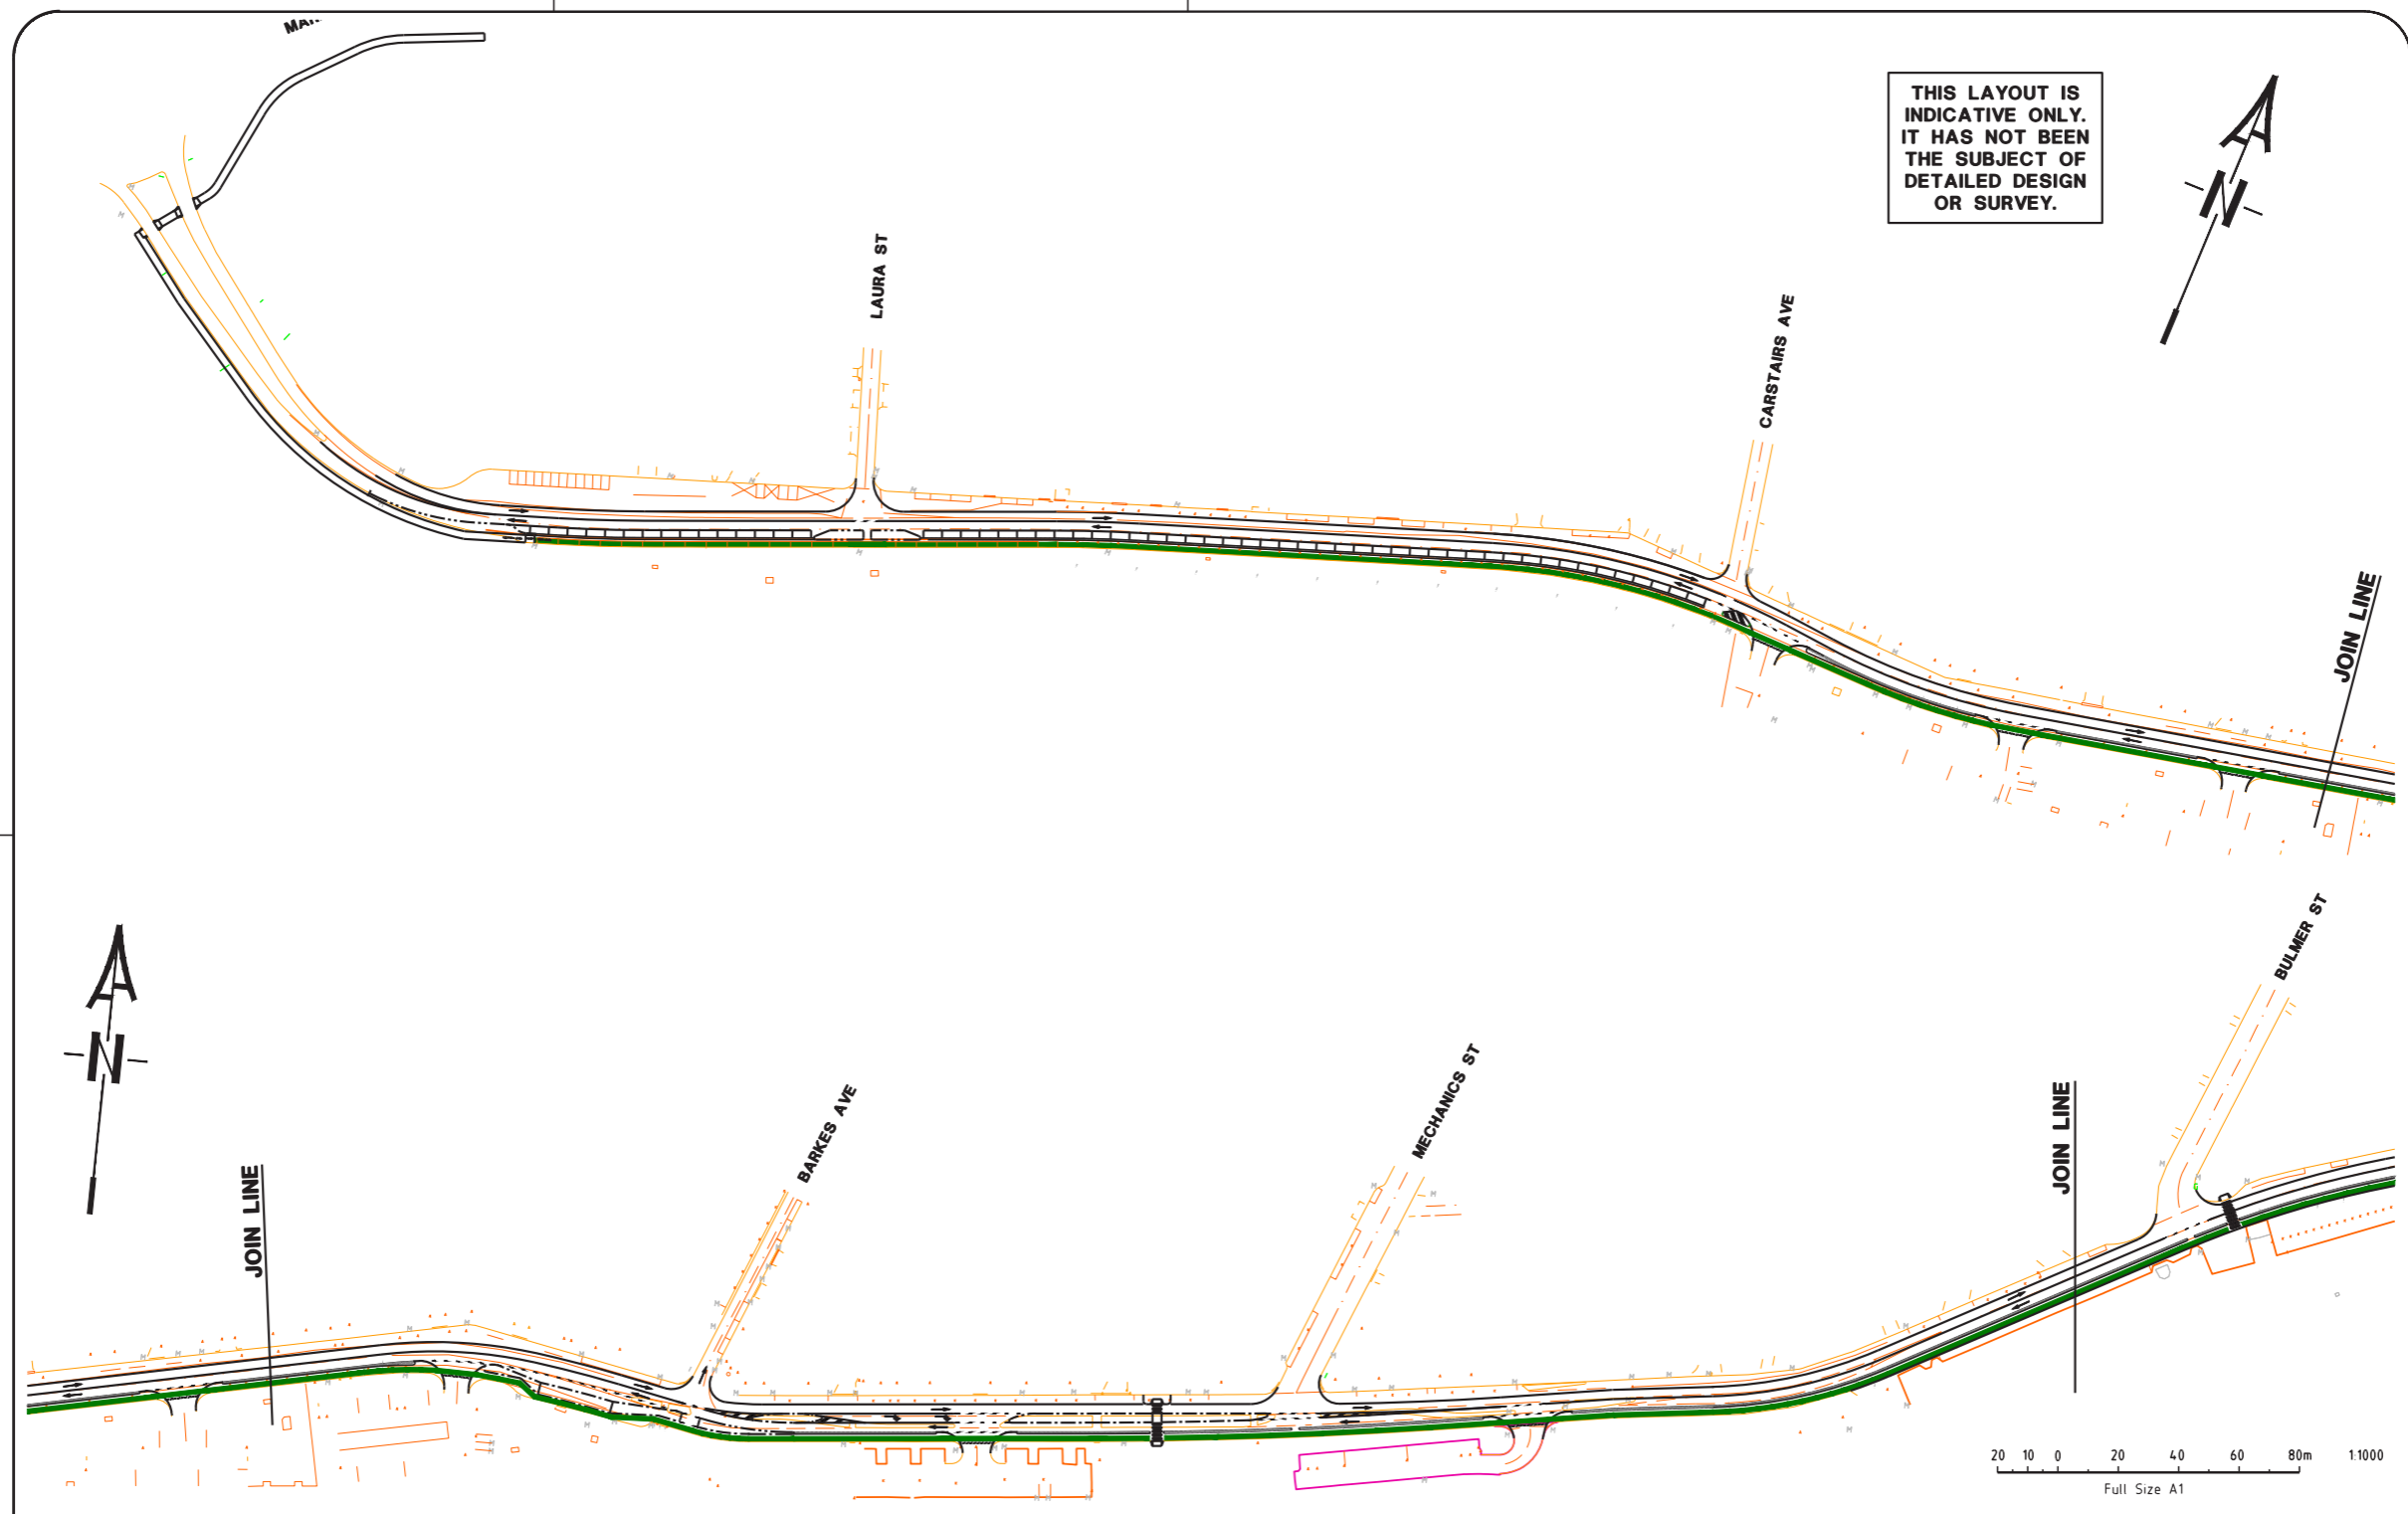 THIS LAYOUT IS
INDICATIVE ONLY.
IT HAS NOT BEEN
THE SUBJECT OF
DETAILED DESIGN
OR SURVEY.
N
LAURA ST
CARSTAIRS AVE
JOIN LINE
N
JOIN LINE
BARKES AVE
MECHANICS ST
JOIN LINE
BULMER ST
20 10 0 20 40 60 80m 1:1000
Full Size A1